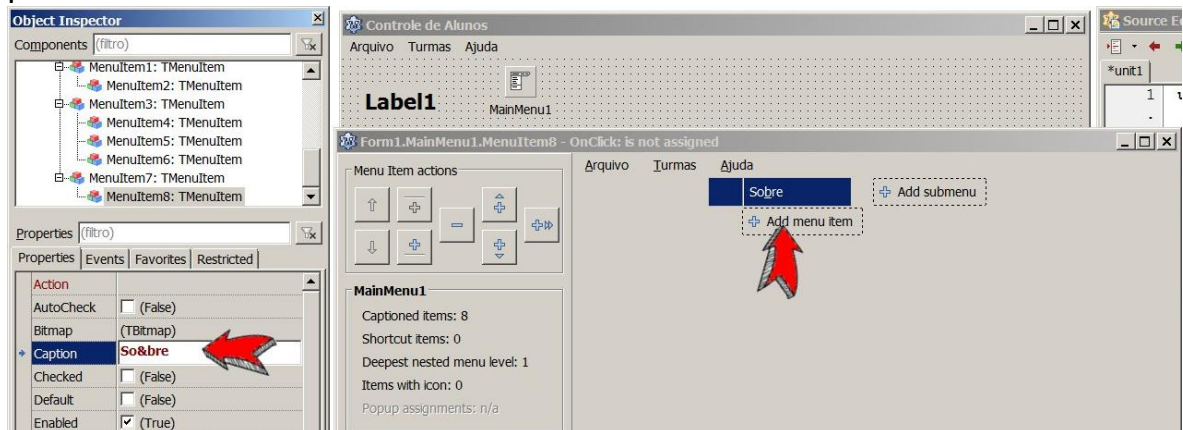 Object Inspector
Components (filtro)
MenuItem1: TMenuItem
MenuItem2: TMenuItem
MenuItem3: TMenuItem
MenuItem4: TMenuItem
MenuItem5: TMenuItem
MenuItem6: TMenuItem
MenuItem7: TMenuItem
MenuItem8: TMenuItem
Properties (filtro)
Properties Events Favorites Restricted
Action
AutoCheck (False)
Bitmap (TBitmap)
Caption So&bre
Checked (False)
Default (False)
Enabled (True)
Controle de Alunos
Arquivo Turmas Ajuda
Label1
MainMenu1
Source
*unit1
1
Form1.MainMenu1.MenuItem8 - OnClick: is not assigned
Menu Item actions
Arquivo Turmas Ajuda
Sobre Add submenu
Add menu item
MainMenu1
Captioned items: 8
Shortcut items: 0
Deepest nested menu level: 1
Items with icon: 0
Popup assignments: n/a